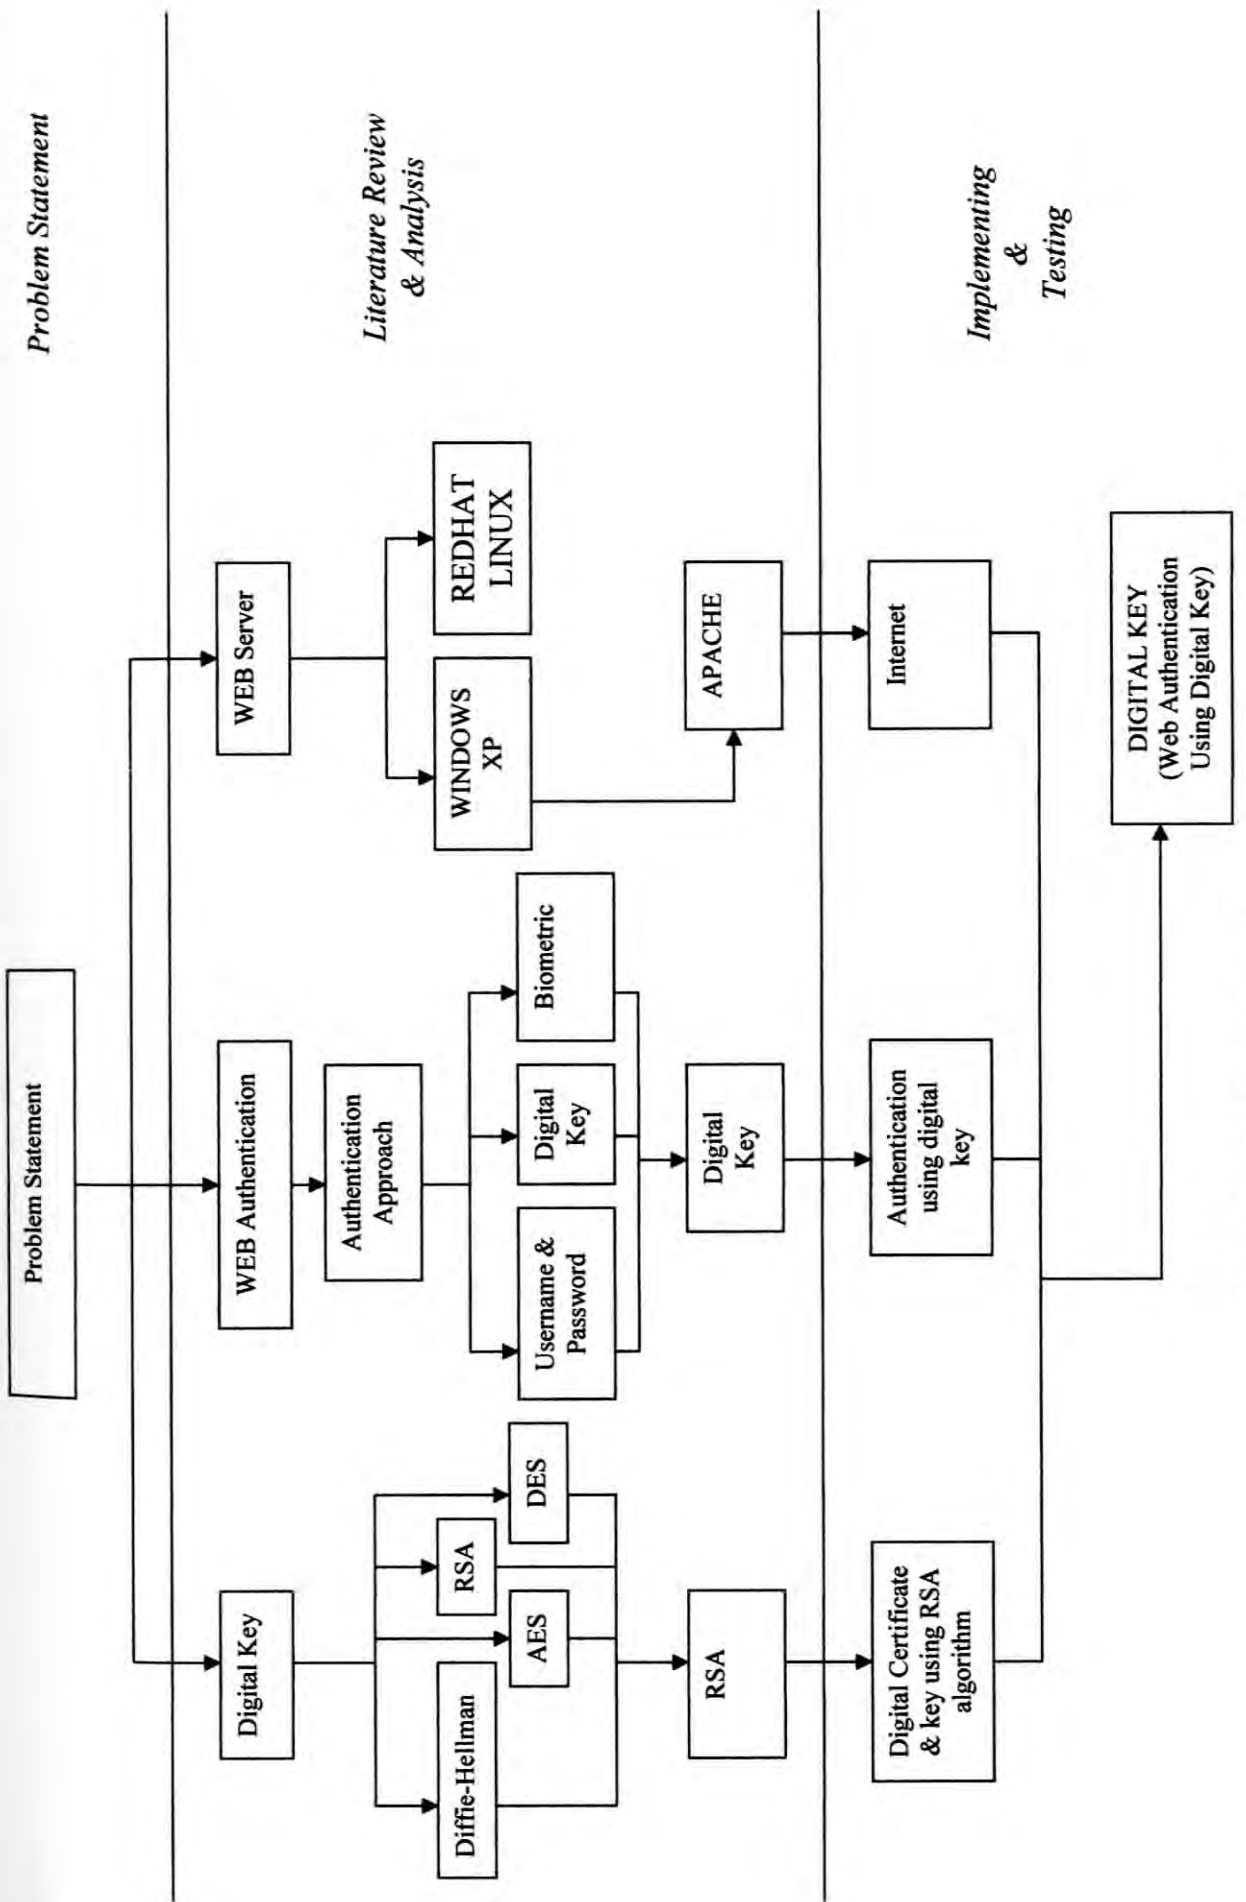 Problem Statement
Problem Statement
Digital Key
WEB Authentication
WEB Server
Authentication
Approach
Literature Review
& Analysis
Diffie-Hellman
AES
RSA
DES
Username &
Password
Digital
Key
Biometric
WINDOWS
XP
REDHAT
LINUX
RSA
Digital
Key
APACHE
Digital Certificate
& key using RSA
algorithm
Authentication
using digital
key
Internet
Implementing
&
Testing
DIGITAL KEY
(Web Authentication
Using Digital Key)